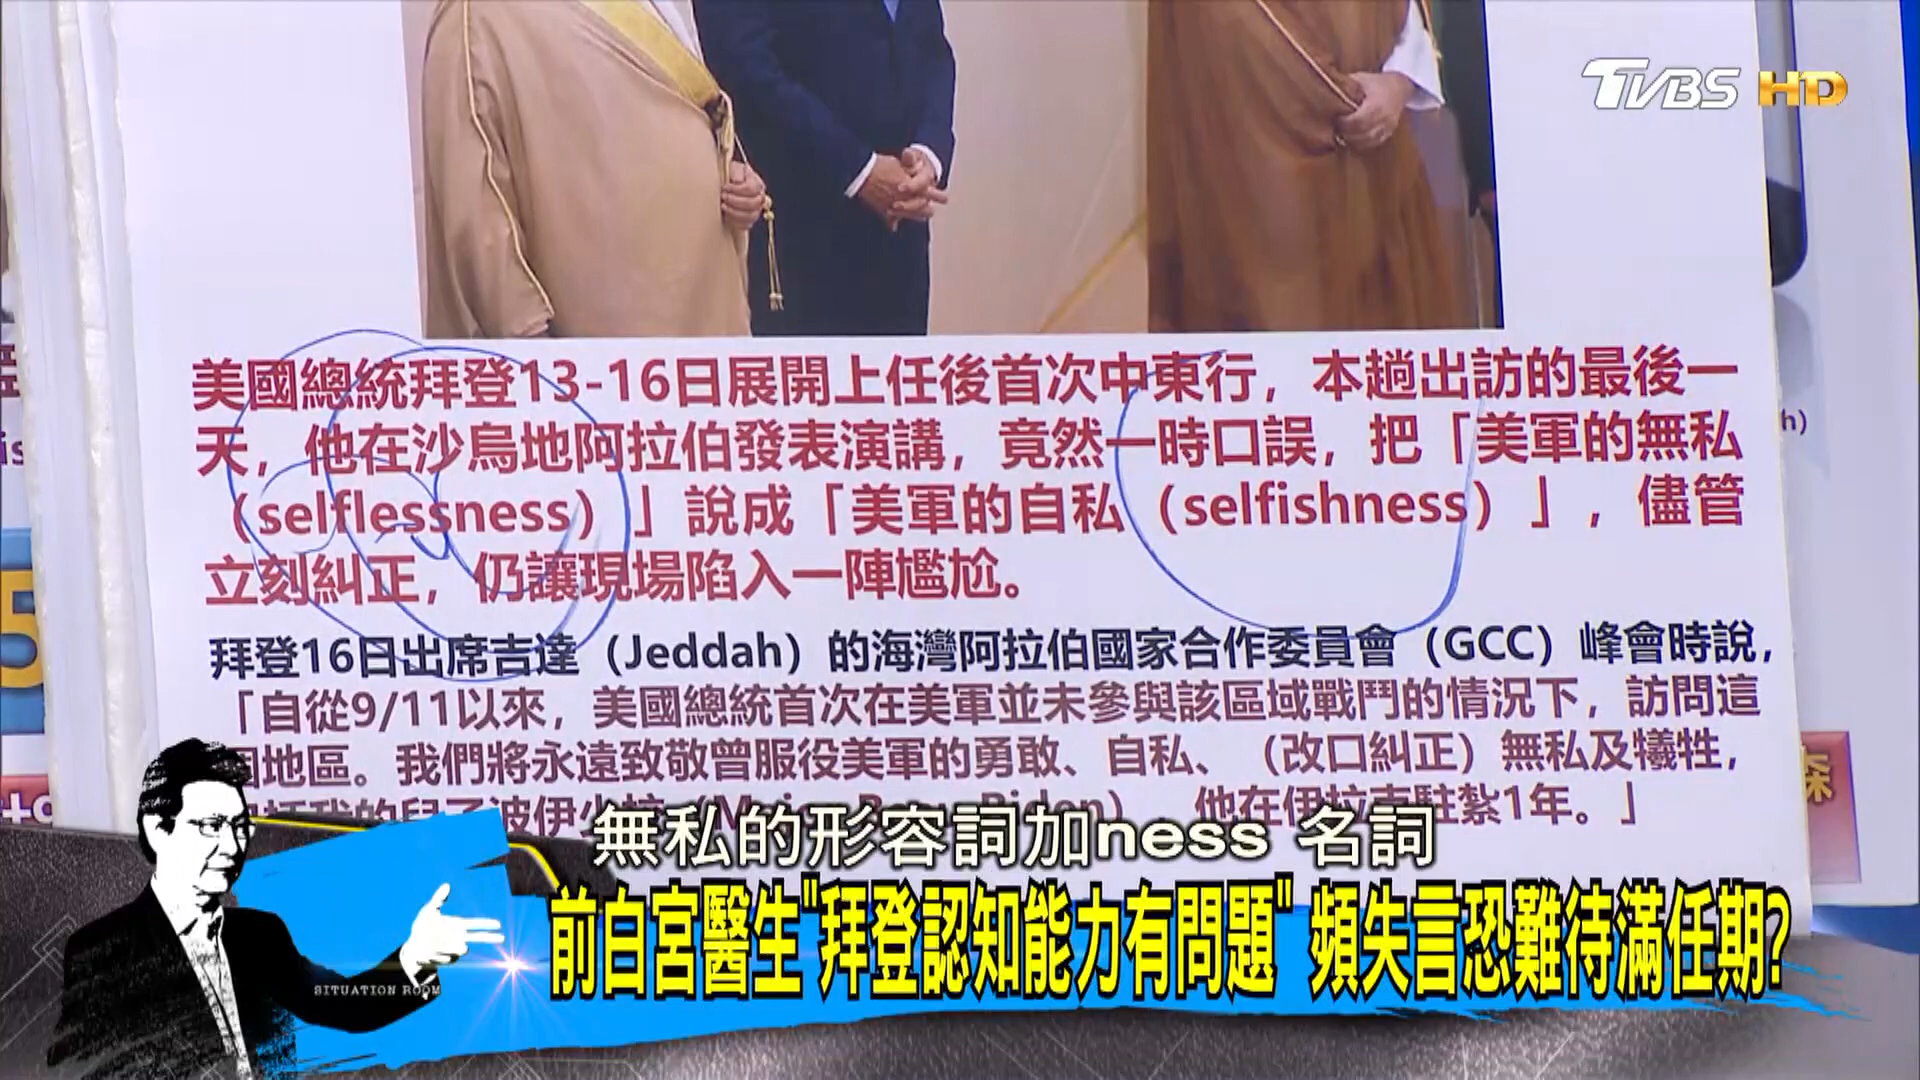 TVBS HD
美國總統拜登13-16日展開上任後首次中東行，本趟出訪的最後一
天，他在沙烏地阿拉伯發表演講，竟然一時口誤，把「美軍的無私
（selflessness）」說成「美軍的自私（selfishness）」，儘管
立刻糾正，仍讓現場陷入一陣尷尬。
拜登16日出席吉達（Jeddah）的海灣阿拉伯國家合作委員會（GCC）峰會時說，
「自從9/11以來，美國總統首次在美軍並未參與該區域戰鬥的情況下，訪問這
地區。我們將永遠致敬曾服役美軍的勇敢、自私、（改口糾正）無私及犧牲，
他在伊拉克駐紮1年。」
無私的形容詞加ness 名詞
前白宮醫生"拜登認知能力有問題" 頻失言恐難待滿任期?
SITUATION ROOM